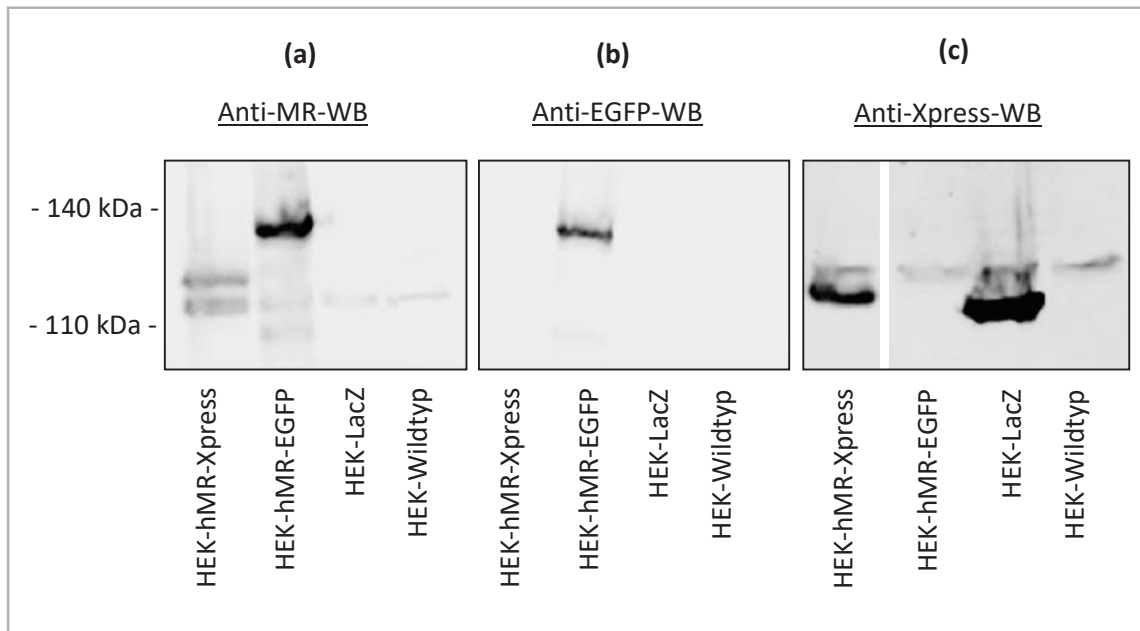 (a)
(b)
(c)
Anti-MR-WB
Anti-EGFP-WB
Anti-Xpress-WB
- 140 kDa -
- 110 kDa -
HEK-hMR-Xpress
HEK-hMR-EGFP
HEK-LacZ
HEK-Wildtyp
HEK-hMR-Xpress
HEK-hMR-EGFP
HEK-LacZ
HEK-Wildtyp
HEK-hMR-Xpress
HEK-hMR-EGFP
HEK-LacZ
HEK-Wildtyp